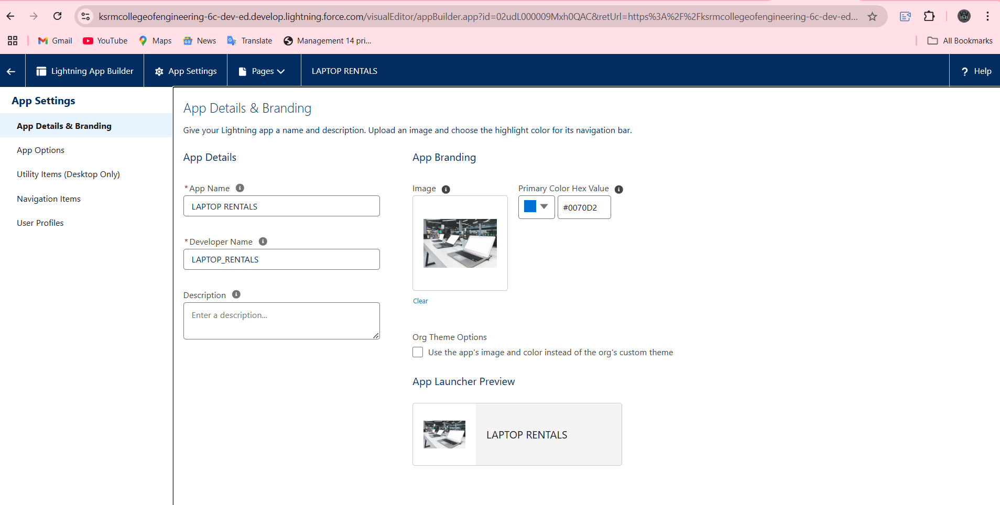 ksrmcollegeofengineering-6c-dev-ed.develop.lightning.force.com/visualEditor/appBuilder.app?id=02udL000009Mxh0QAC&retUrl=https%3A%2F%2Fksrmcollegeofengineering-6c-dev-ed...
Gmail YouTube Maps News Translate Management 14 pri... All Bookmarks
Lightning App Builder App Settings Pages LAPTOP RENTALS ? Help
App Settings
App Details & Branding
App Options
Utility Items (Desktop Only)
Navigation Items
User Profiles
App Details & Branding
Give your Lightning app a name and description. Upload an image and choose the highlight color for its navigation bar.
App Details
* App Name
LAPTOP RENTALS
* Developer Name
LAPTOP_RENTALS
Description
Enter a description...
App Branding
Image
Clear
Primary Color Hex Value
#0070D2
Org Theme Options
Use the app's image and color instead of the org's custom theme
App Launcher Preview
LAPTOP RENTALS